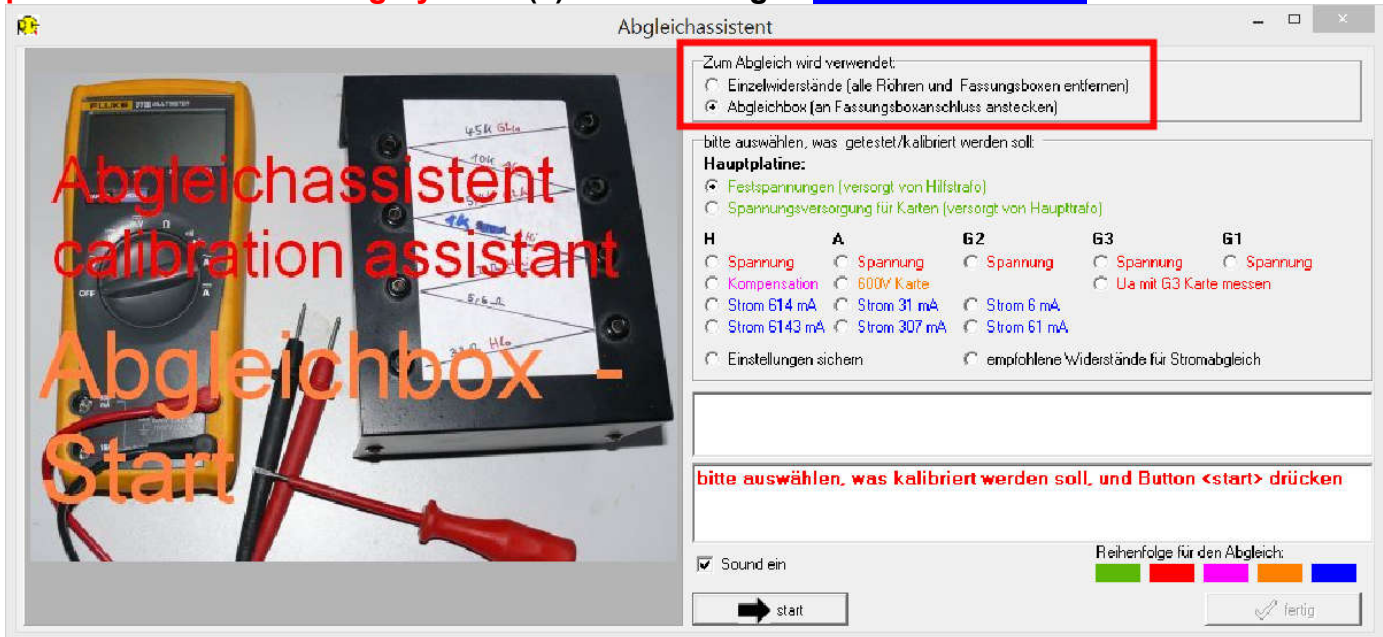 Abgleichassistent
Zum Abgleich wird verwendet:
Einzelwiderstände (alle Röhren und Fassungsboxen entfernen)
Abgleichbox (an Fassungsboxanschluss anstecken)
bitte auswählen, was getestet/kalibriert werden soll:
Hauptplatine:
Festspannungen (versorgt von Hilfstrafo)
Spannungsversorgung für Karten (versorgt von Haupttrafo)
H A G2 G3 G1
Spannung Spannung Spannung Spannung Spannung
Kompensation 600V Karte Ua mit G3 Karte messen
Strom 614 mA Strom 31 mA Strom 6 mA
Strom 6143 mA Strom 307 mA Strom 61 mA
Einstellungen sichern empfohlene Widerstände für Stromabgleich
bitte auswählen, was kalibriert werden soll, und Button <start> drücken
Sound ein
Reihenfolge für den Abgleich:
start fertig
FLUKE
45K
10K
5,6 Ω
OFF
Abgleichassistent
calibration assistant
Abgleichbox -
Start